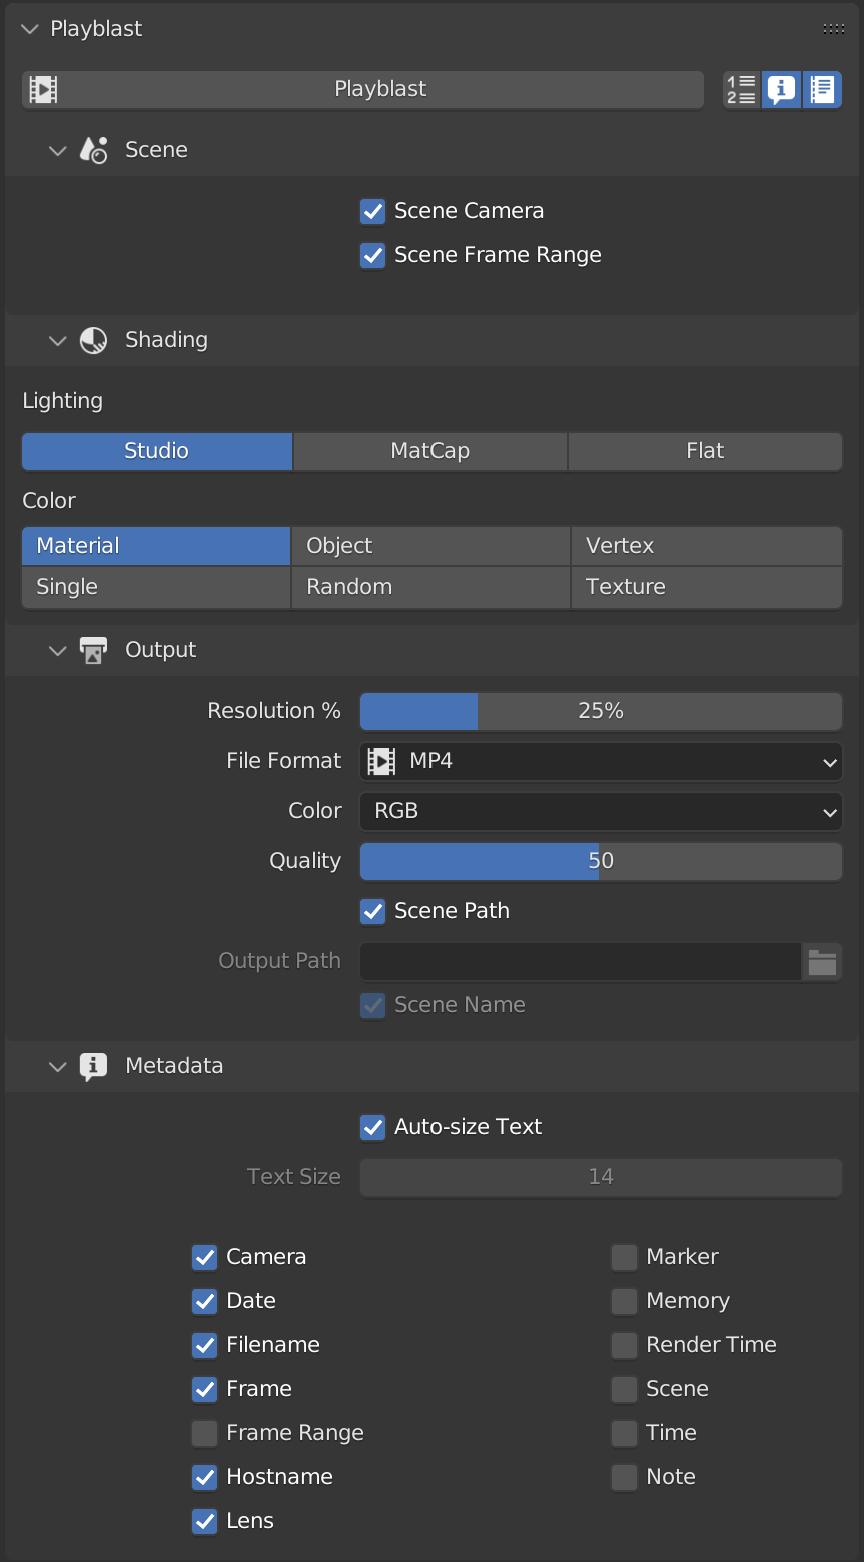 Playblast
Playblast
1
2
Scene
Scene Camera
Scene Frame Range
Shading
Lighting
Studio MatCap Flat
Color
Material Object Vertex
Single Random Texture
Output
Resolution % 25%
File Format MP4
Color RGB
Quality 50
Scene Path
Output Path
Scene Name
Metadata
Auto-size Text
Text Size 14
Camera Marker
Date Memory
Filename Render Time
Frame Scene
Frame Range Time
Hostname Note
Lens